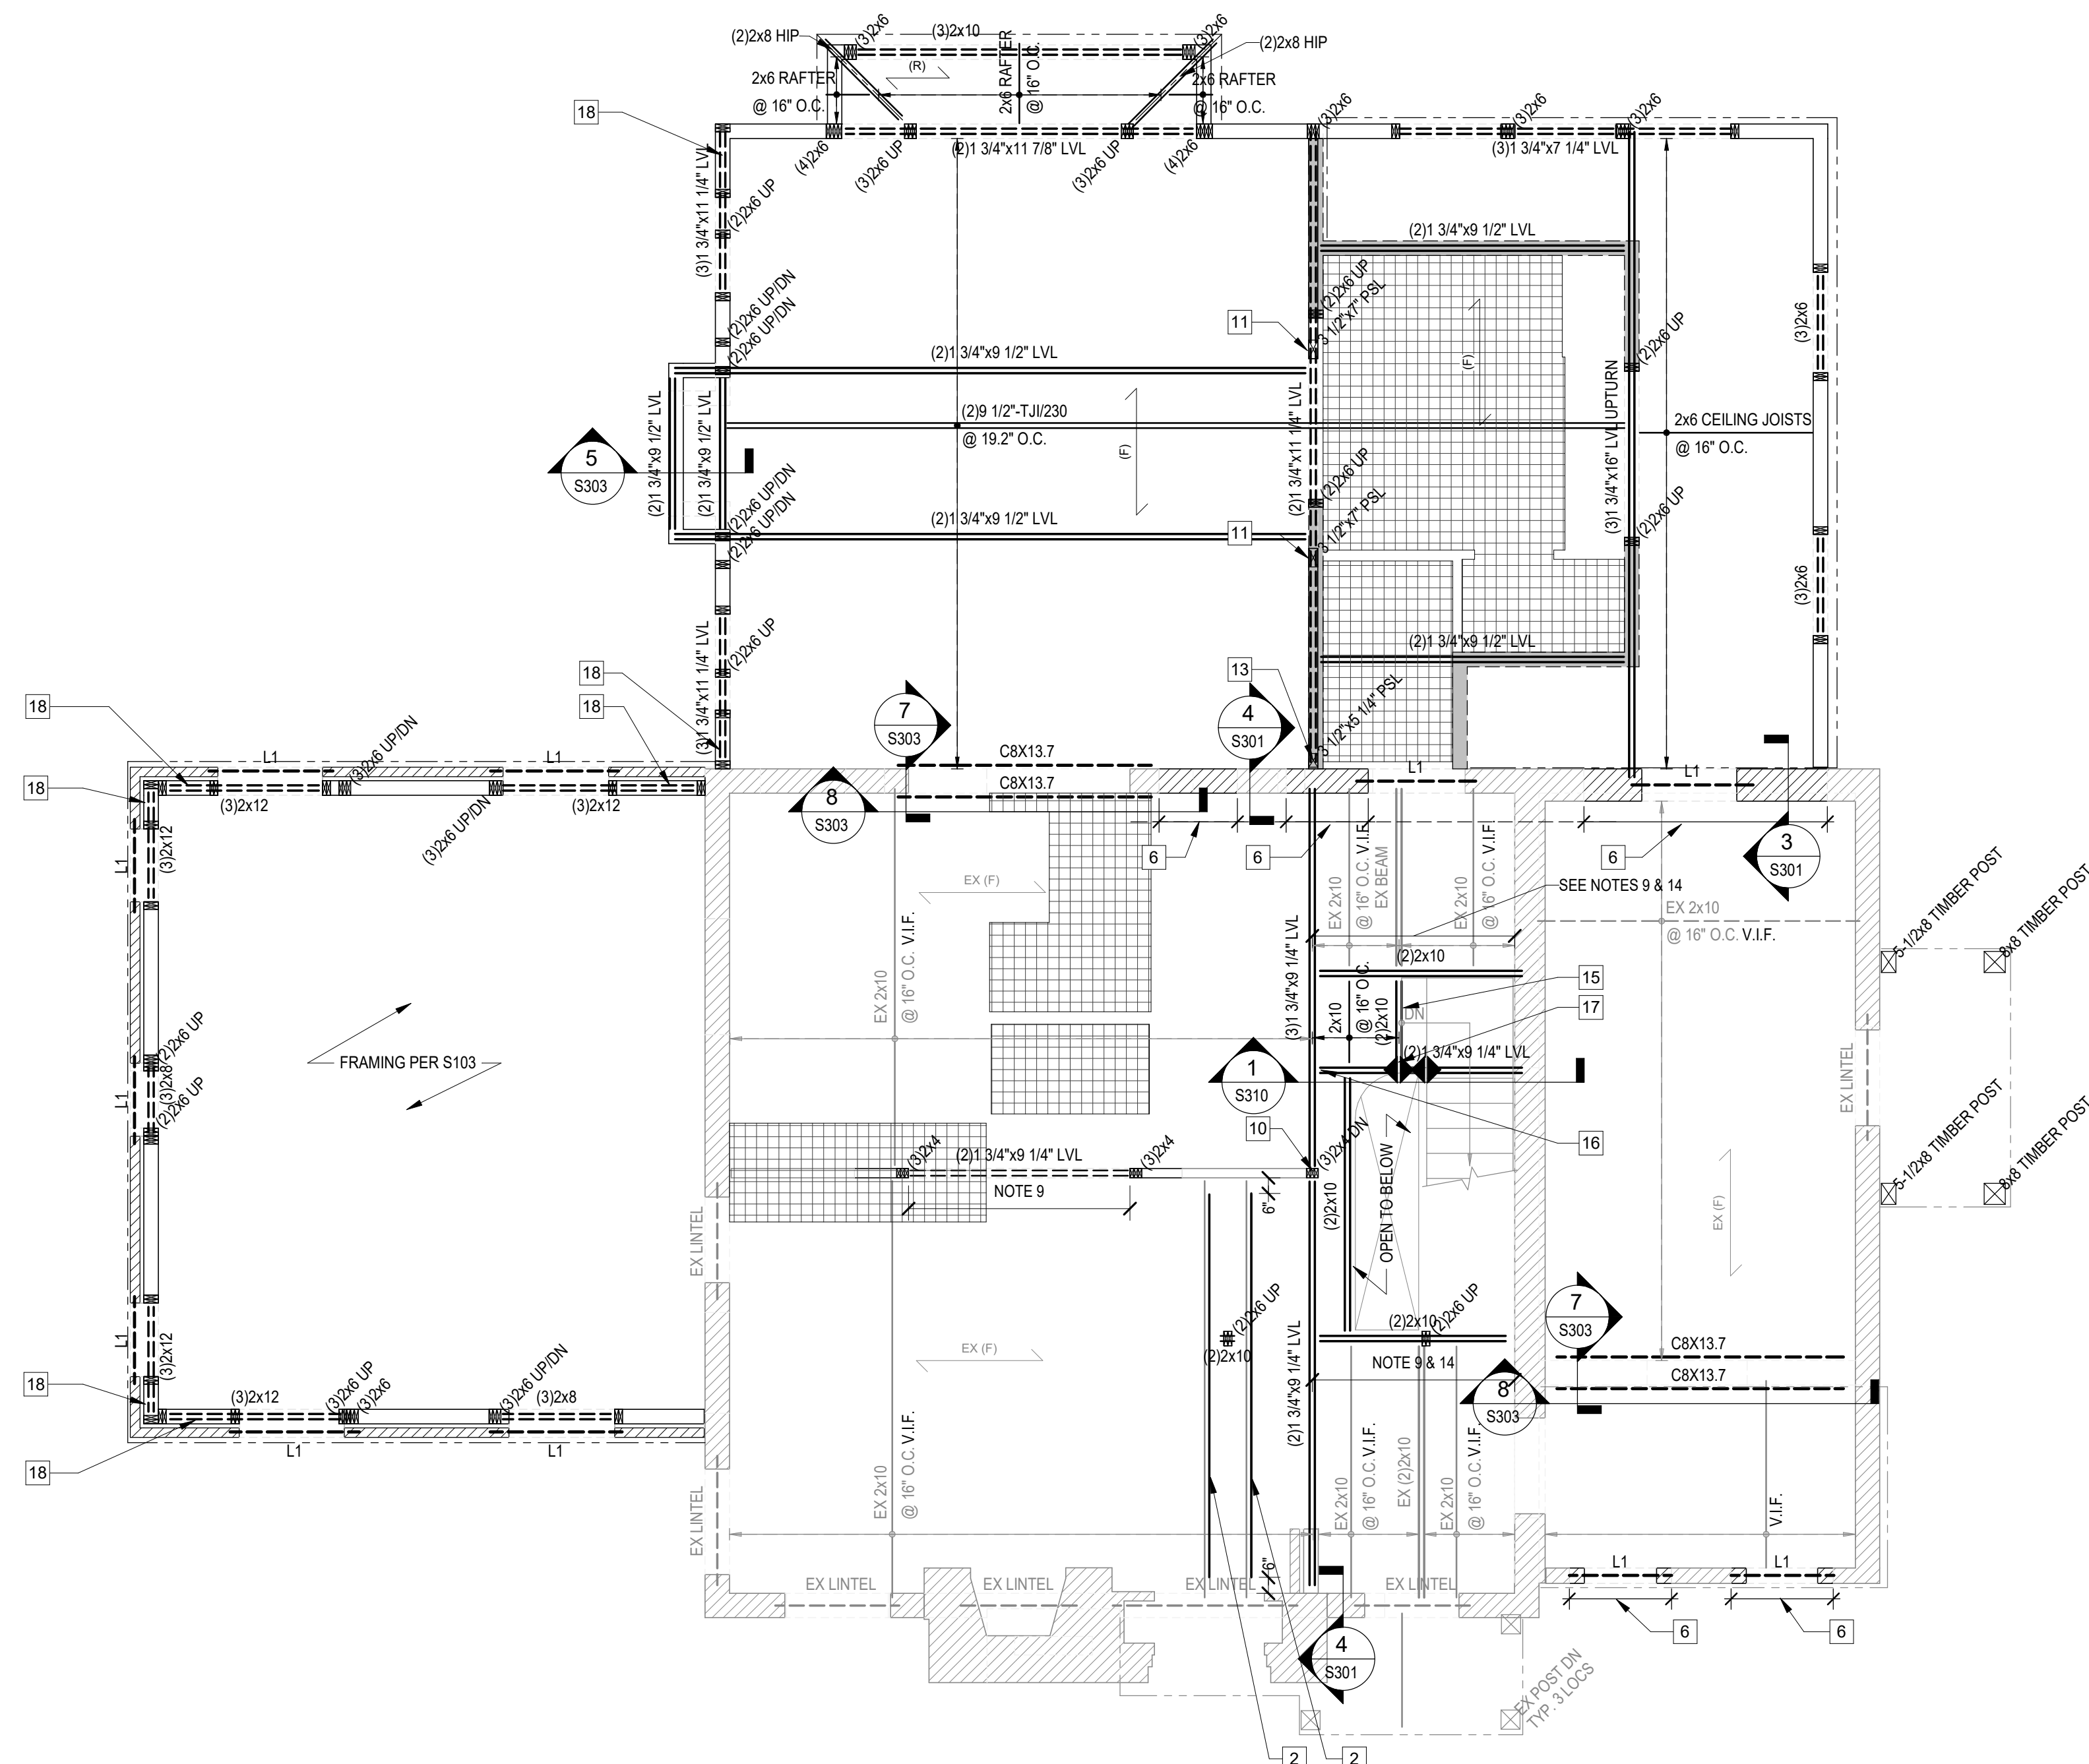 (2)2x8 HIP
(3)2x6
(3)2x10
(3)2x6
(2)2x8 HIP
2x6 RAFTER
@ 16" O.C.
(R)
2x6 RAFTER
@ 16" O.C.
2x6 RAFTER
@ 16" O.C.
18
(4)2x6
(3)2x6 UP
(2)1 3/4"x11 7/8" LVL
(3)2x6 UP
(4)2x6
(3)2x6
(3)2x6
(3)2x6
(3)1 3/4"x7 1/4" LVL
(3)1 3/4"x11 1/4" LVL
(2)2x6 UP
(2)1 3/4"x9 1/2" LVL
(2)2x6 UP/DN
(2)2x6 UP/DN
11
(2)2x6 UP
3 1/2"x7" PSL
(2)2x6 UP
(3)2x6
(F)
(2)1 3/4"x9 1/2" LVL
(2)1 3/4"x9 1/2" LVL
(2)1 3/4"x9 1/2" LVL
(2)9 1/2"-TJI/230
@ 19.2" O.C.
(F)
(2)1 3/4"x11 1/4" LVL
(3)1 3/4"x16" LVL UPTURN
2x6 CEILING JOISTS
@ 16" O.C.
5
S303
(2)2x6 UP/DN
(2)2x6 UP/DN
(2)1 3/4"x9 1/2" LVL
(2)2x6 UP
11
3 1/2"x7" PSL
(2)2x6 UP
(3)2x6
(3)1 3/4"x11 1/4" LVL
(2)2x6 UP
(2)1 3/4"x9 1/2" LVL
18
18
18
13
3 1/2"x5 1/4" PSL
7
S303
4
S301
L1
(3)2x6 UP/DN
L1
C8X13.7
C8X13.7
L1
L1
18
(3)2x12
(3)2x12
(3)2x6 UP/DN
8
S303
L1
(3)2x12
6
6
6
3
S301
EX (F)
EX 2x10
@ 16" O.C. V.I.F.
EX BEAM
EX 2x10
@ 16" O.C. V.I.F.
SEE NOTES 9 & 14
EX 2x10
@ 16" O.C. V.I.F.
5-1/2x8 TIMBER POST
8x8 TIMBER POST
EX 2x10
@ 16" O.C. V.I.F.
(3)1 3/4"x9 1/4" LVL
(2)2x10
2x10
@ 16" O.C.
(2)2x10
DN
15
17
FRAMING PER S103
(2)2x6 UP
(3)2x8
(2)2x6 UP
L1
1
S310
(2)1 3/4"x9 1/4" LVL
EX LINTEL
5-1/2x8 TIMBER POST
8x8 TIMBER POST
10
16
(3)2x4
(2)1 3/4"x9 1/4" LVL
(3)2x4
(3)2x4 DN
NOTE 9
6"
(2)2x10
OPEN TO BELOW
EX (F)
EX LINTEL
(2)2x6 UP
(2)2x10
(2)2x10
(2)2x6 UP
7
S303
L1
(3)2x12
EX (F)
(2)1 3/4"x9 1/4" LVL
NOTE 9 & 14
C8X13.7
C8X13.7
18
(3)2x12
(3)2x6 UP
(3)2x6
(3)2x6 UP/DN
(3)2x8
8
S303
L1
L1
18
EX LINTEL
EX 2x10
@ 16" O.C. V.I.F.
EX 2x10
@ 16" O.C. V.I.F.
EX (2)2x10
EX 2x10
@ 16" O.C. V.I.F.
V.I.F.
6"
L1
L1
EX LINTEL
EX LINTEL
EX LINTEL
EX LINTEL
6
6
4
S301
EX POST DN
TYP. 3 LOCS
2
2